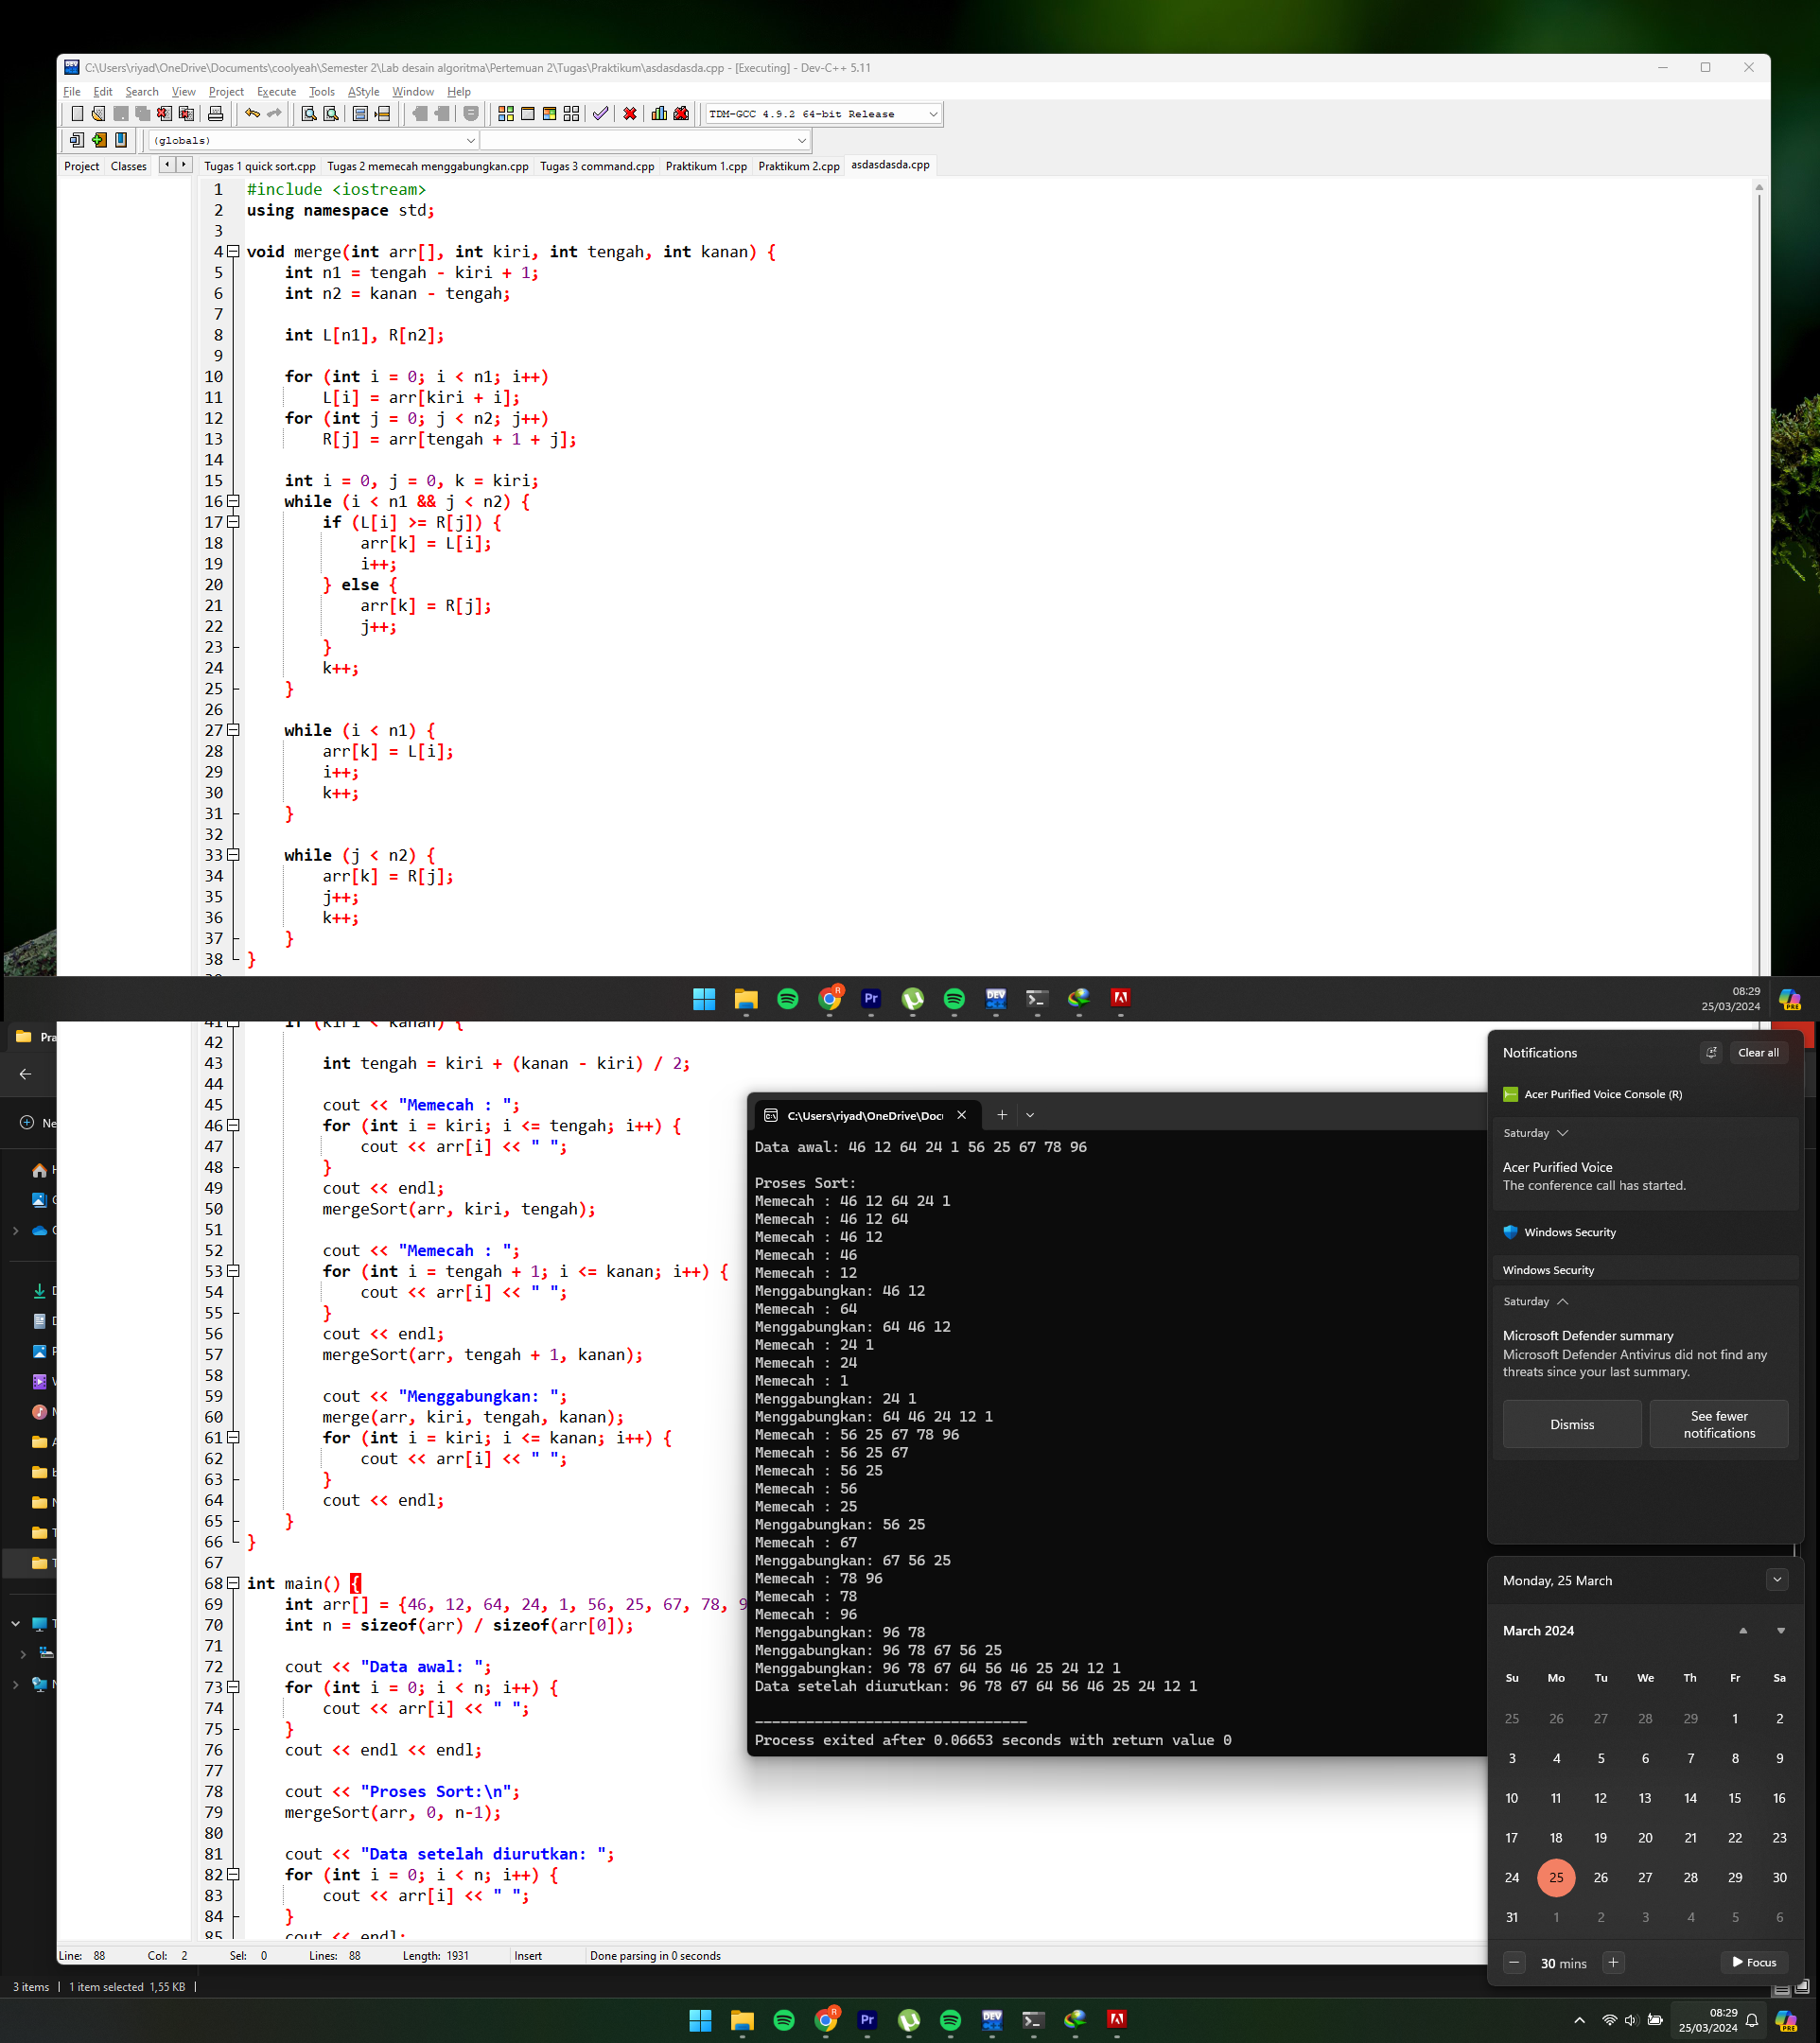 C:\Users\riyad\OneDrive\Documents\coolyeah\Semester 2\Lab desain algoritma\Pertemuan 2\Tugas\Praktikum\asdasdasda.cpp - [Executing] - Dev-C++ 5.11
File Edit Search View Project Execute Tools AStyle Window Help
TDM-GCC 4.9.2 64-bit Release
(globals)
Project Classes Tugas 1 quick sort.cpp Tugas 2 memecah menggabungkan.cpp Tugas 3 command.cpp Praktikum 1.cpp Praktikum 2.cpp asdasdasda.cpp
1 #include <iostream>
2 using namespace std;
3
4 void merge(int arr[], int kiri, int tengah, int kanan) {
5 int n1 = tengah - kiri + 1;
6 int n2 = kanan - tengah;
7
8 int L[n1], R[n2];
9
10 for (int i = 0; i < n1; i++)
11 L[i] = arr[kiri + i];
12 for (int j = 0; j < n2; j++)
13 R[j] = arr[tengah + 1 + j];
14
15 int i = 0, j = 0, k = kiri;
16 while (i < n1 && j < n2) {
17 if (L[i] >= R[j]) {
18 arr[k] = L[i];
19 i++;
20 } else {
21 arr[k] = R[j];
22 j++;
23 }
24 k++;
25 }
26
27 while (i < n1) {
28 arr[k] = L[i];
29 i++;
30 k++;
31 }
32
33 while (j < n2) {
34 arr[k] = R[j];
35 j++;
36 k++;
37 }
38 }
08:29
25/03/2024
41 if (kiri < kanan) {
42
43 int tengah = kiri + (kanan - kiri) / 2;
44
45 cout << "Memecah : ";
46 for (int i = kiri; i <= tengah; i++) {
47 cout << arr[i] << " ";
48 }
49 cout << endl;
50 mergeSort(arr, kiri, tengah);
51
52 cout << "Memecah : ";
53 for (int i = tengah + 1; i <= kanan; i++) {
54 cout << arr[i] << " ";
55 }
56 cout << endl;
57 mergeSort(arr, tengah + 1, kanan);
58
59 cout << "Menggabungkan: ";
60 merge(arr, kiri, tengah, kanan);
61 for (int i = kiri; i <= kanan; i++) {
62 cout << arr[i] << " ";
63 }
64 cout << endl;
65 }
66 }
67
68 int main() {
69 int arr[] = {46, 12, 64, 24, 1, 56, 25, 67, 78, 9
70 int n = sizeof(arr) / sizeof(arr[0]);
71
72 cout << "Data awal: ";
73 for (int i = 0; i < n; i++) {
74 cout << arr[i] << " ";
75 }
76 cout << endl << endl;
77
78 cout << "Proses Sort:\n";
79 mergeSort(arr, 0, n-1);
80
81 cout << "Data setelah diurutkan: ";
82 for (int i = 0; i < n; i++) {
83 cout << arr[i] << " ";
84 }
85 cout << endl;
Line: 88 Col: 2 Sel: 0 Lines: 88 Length: 1931 Insert Done parsing in 0 seconds
3 items 1 item selected 1,55 KB
C:\Users\riyad\OneDrive\Docu
Data awal: 46 12 64 24 1 56 25 67 78 96

Proses Sort:
Memecah : 46 12 64 24 1
Memecah : 46 12 64
Memecah : 46 12
Memecah : 46
Memecah : 12
Menggabungkan: 46 12
Memecah : 64
Menggabungkan: 64 46 12
Memecah : 24 1
Memecah : 24
Memecah : 1
Menggabungkan: 24 1
Menggabungkan: 64 46 24 12 1
Memecah : 56 25 67 78 96
Memecah : 56 25 67
Memecah : 56 25
Memecah : 56
Memecah : 25
Menggabungkan: 56 25
Memecah : 67
Menggabungkan: 67 56 25
Memecah : 78 96
Memecah : 78
Memecah : 96
Menggabungkan: 96 78
Menggabungkan: 96 78 67 56 25
Menggabungkan: 96 78 67 64 56 46 25 24 12 1
Data setelah diurutkan: 96 78 67 64 56 46 25 24 12 1

--------------------------------
Process exited after 0.06653 seconds with return value 0
Notifications Clear all
Acer Purified Voice Console (R)
Saturday
Acer Purified Voice
The conference call has started.
Windows Security
Windows Security
Saturday
Microsoft Defender summary
Microsoft Defender Antivirus did not find any
threats since your last summary.
Dismiss
See fewer
notifications
Monday, 25 March
March 2024
Su Mo Tu We Th Fr Sa
25 26 27 28 29 1 2
3 4 5 6 7 8 9
10 11 12 13 14 15 16
17 18 19 20 21 22 23
24 25 26 27 28 29 30
31 1 2 3 4 5 6
30 mins
Focus
08:29
25/03/2024